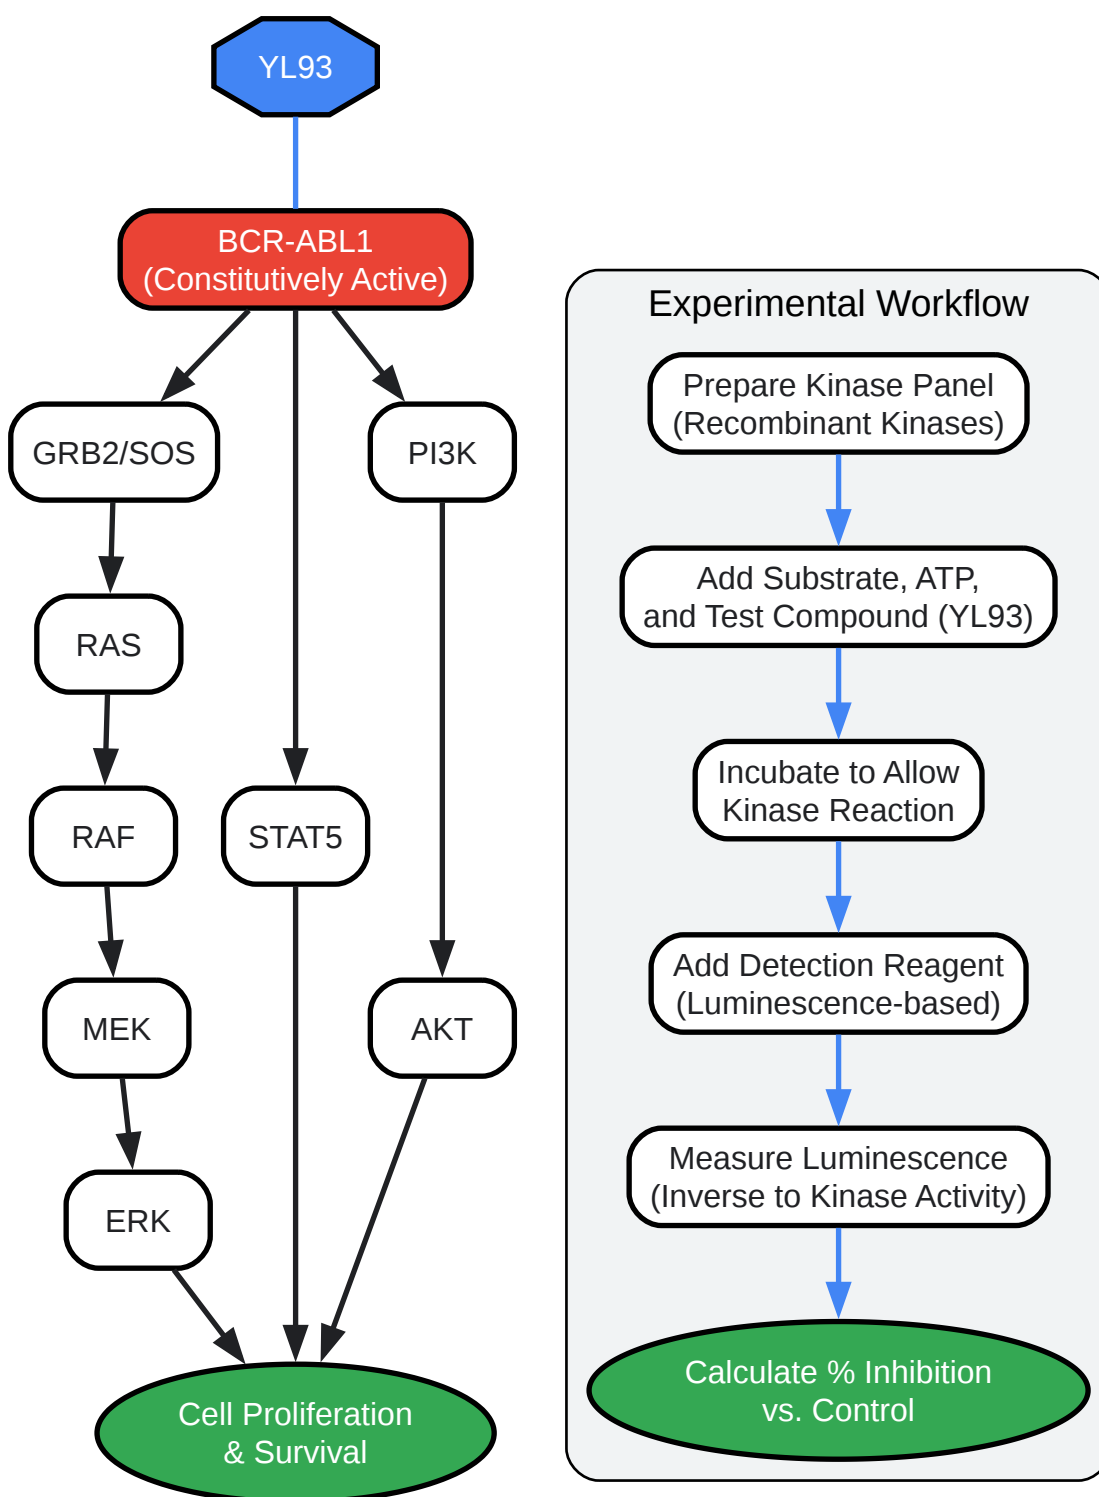 YL93
BCR-ABL1
(Constitutively Active)
GRB2/SOS
PI3K
RAS
RAF
STAT5
MEK
AKT
ERK
Cell Proliferation
& Survival
Experimental Workflow
Prepare Kinase Panel
(Recombinant Kinases)
Add Substrate, ATP,
and Test Compound (YL93)
Incubate to Allow
Kinase Reaction
Add Detection Reagent
(Luminescence-based)
Measure Luminescence
(Inverse to Kinase Activity)
Calculate % Inhibition
vs. Control